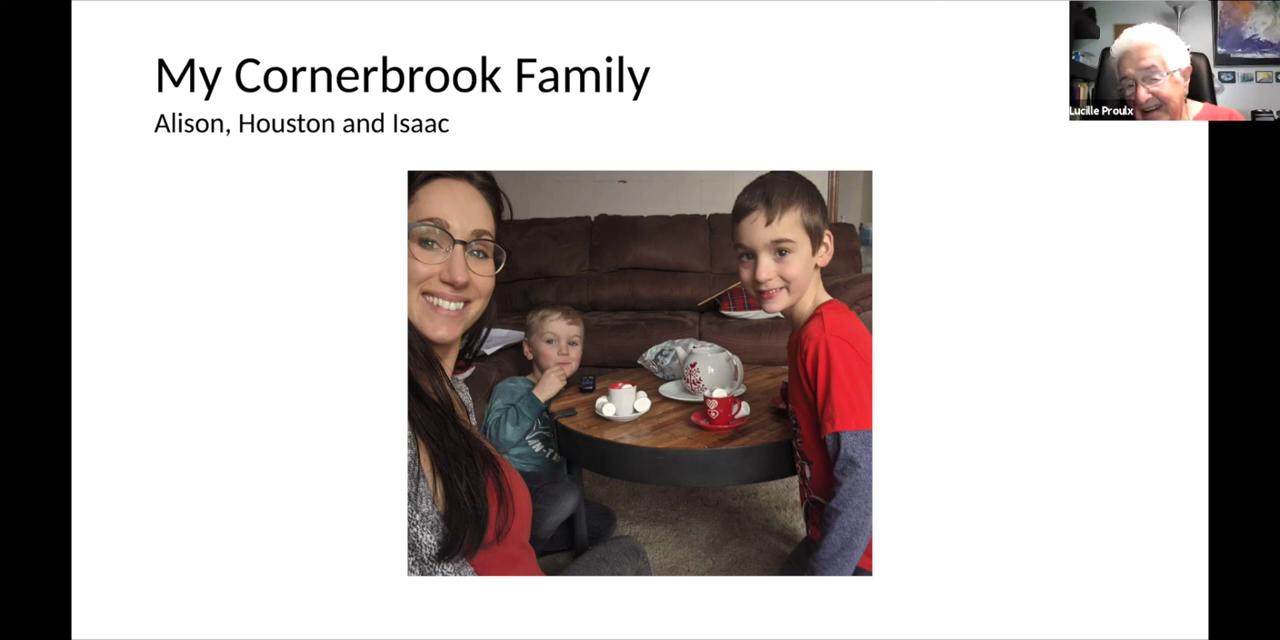 My Cornerbrook Family
Alison, Houston and Isaac
Lucille Proulx